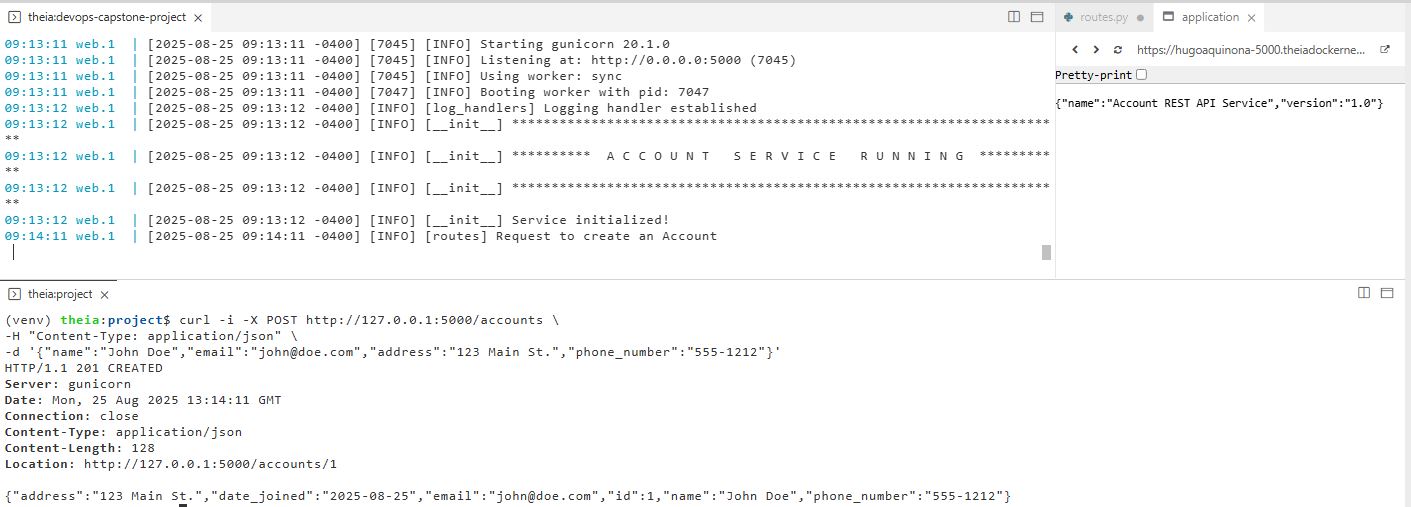 theia:devops-capstone-project
09:13:11 web.1 | [2025-08-25 09:13:11 -0400] [7045] [INFO] Starting gunicorn 20.1.0
09:13:11 web.1 | [2025-08-25 09:13:11 -0400] [7045] [INFO] Listening at: http://0.0.0.0:5000 (7045)
09:13:11 web.1 | [2025-08-25 09:13:11 -0400] [7045] [INFO] Using worker: sync
09:13:11 web.1 | [2025-08-25 09:13:11 -0400] [7047] [INFO] Booting worker with pid: 7047
09:13:12 web.1 | [2025-08-25 09:13:12 -0400] [INFO] [log_handlers] Logging handler established
09:13:12 web.1 | [2025-08-25 09:13:12 -0400] [INFO] [__init__] ********************************************************************
**
09:13:12 web.1 | [2025-08-25 09:13:12 -0400] [INFO] [__init__] ********** A C C O U N T   S E R V I C E   R U N N I N G *********
**
09:13:12 web.1 | [2025-08-25 09:13:12 -0400] [INFO] [__init__] ********************************************************************
**
09:13:12 web.1 | [2025-08-25 09:13:12 -0400] [INFO] [__init__] Service initialized!
09:14:11 web.1 | [2025-08-25 09:14:11 -0400] [INFO] [routes] Request to create an Account
routes.py
application
https://hugoaquinona-5000.theiadockerne...
Pretty-print
{"name":"Account REST API Service","version":"1.0"}
theia:project
(venv) theia:project$ curl -i -X POST http://127.0.0.1:5000/accounts \
-H "Content-Type: application/json" \
-d '{"name":"John Doe","email":"john@doe.com","address":"123 Main St.","phone_number":"555-1212"}'
HTTP/1.1 201 CREATED
Server: gunicorn
Date: Mon, 25 Aug 2025 13:14:11 GMT
Connection: close
Content-Type: application/json
Content-Length: 128
Location: http://127.0.0.1:5000/accounts/1
{"address":"123 Main St.","date_joined":"2025-08-25","email":"john@doe.com","id":1,"name":"John Doe","phone_number":"555-1212"}